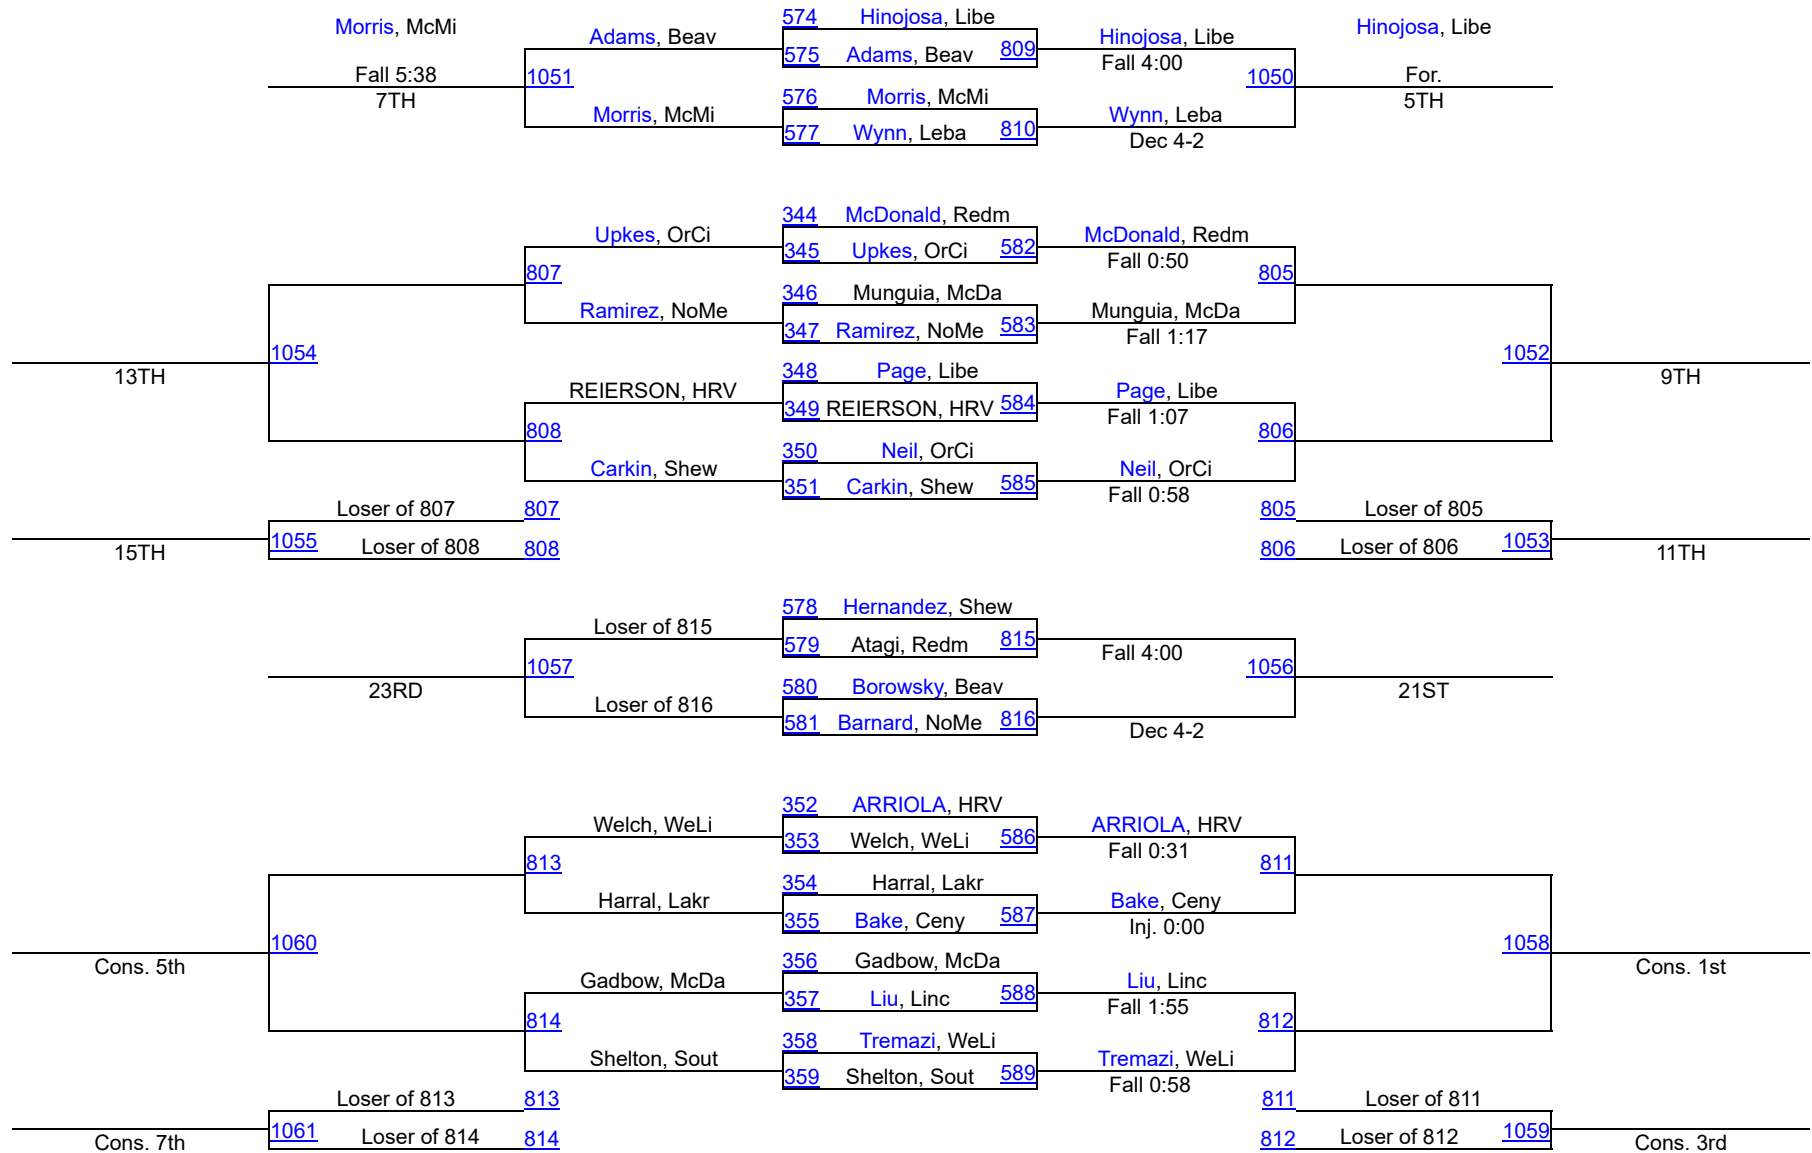 574 Hinojosa, Libe
Morris, McMi Hinojosa, Libe
Adams, Beav Hinojosa, Libe
575 Adams, Beav 809
Fall 4:00
Fall 5:38 1051 1050 For.
7TH 576 Morris, McMi 5TH
Morris, McMi Wynn, Leba
577 Wynn, Leba 810
Dec 4-2
344 McDonald, Redm
Upkes, OrCi McDonald, Redm
345 Upkes, OrCi 582
Fall 0:50
807 805
346 Munguia, McDa
Ramirez, NoMe Munguia, McDa
347 Ramirez, NoMe 583
Fall 1:17
1054 1052
13TH 9TH
348 Page, Libe
REIERSON, HRV Page, Libe
349 REIERSON, HRV 584
Fall 1:07
808 806
350 Neil, OrCi
Carkin, Shew Neil, OrCi
351 Carkin, Shew 585
Fall 0:58
Loser of 807 807 805 Loser of 805
1055 Loser of 808 808 806 Loser of 806 1053
15TH 11TH
578 Hernandez, Shew
Loser of 815
579 Atagi, Redm 815
Fall 4:00
1057 1056
23RD 21ST
580 Borowsky, Beav
Loser of 816
581 Barnard, NoMe 816
Dec 4-2
352 ARRIOLA, HRV
Welch, WeLi ARRIOLA, HRV
353 Welch, WeLi 586
Fall 0:31
813 811
354 Harral, Lakr
Harral, Lakr Bake, Ceny
355 Bake, Ceny 587
Inj. 0:00
1060 1058
Cons. 5th Cons. 1st
356 Gadbow, McDa
Gadbow, McDa Liu, Linc
357 Liu, Linc 588
Fall 1:55
814 812
358 Tremazi, WeLi
Shelton, Sout Tremazi, WeLi
359 Shelton, Sout 589
Fall 0:58
Loser of 813 813 811 Loser of 811
1061 Loser of 814 814 812 Loser of 812 1059
Cons. 7th Cons. 3rd